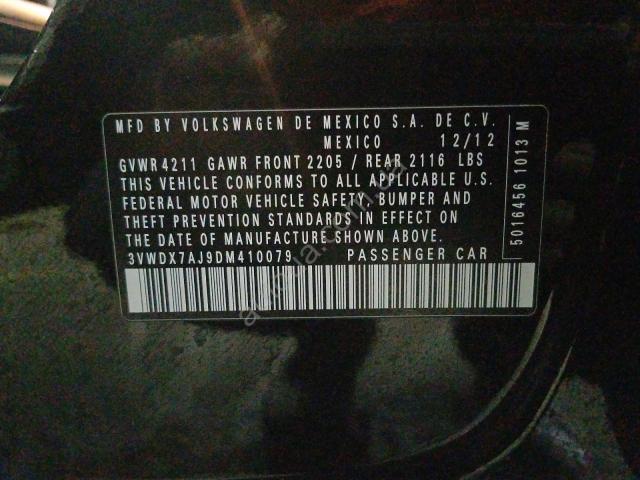 MFD BY VOLKSWAGEN DE MEXICO S.A. DE C.V.
MEXICO 12/12
GVWR 4211 GAWR FRONT 2205 / REAR 2116 LBS
THIS VEHICLE CONFORMS TO ALL APPLICABLE U.S.
FEDERAL MOTOR VEHICLE SAFETY, BUMPER AND
THEFT PREVENTION STANDARDS IN EFFECT ON
THE DATE OF MANUFACTURE SHOWN ABOVE.
3VWDX7AJ9DM410079 PASSENGER CAR
5016456 1013 M